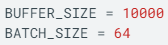 BUFFER_SIZE = 10000
BATCH_SIZE = 64